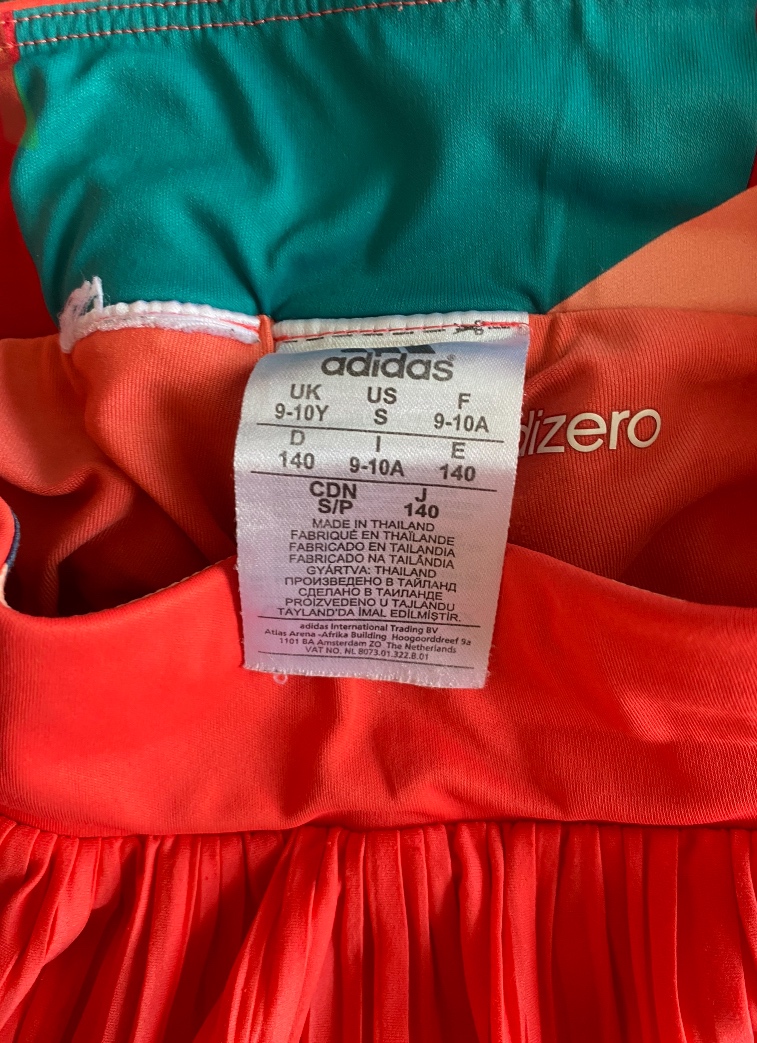 adidas®
UK US F
9-10Y S 9-10A
D I E
140 9-10A 140
CDN J
S/P 140
MADE IN THAILAND
FABRIQUÉ EN THAÏLANDE
FABRICADO EN TAILANDIA
FABRICADO NA TAILÂNDIA
GYÁRTVA: THAILAND
ПРОИЗВЕДЕНО В ТАЙЛАНД
СДЕЛАНО В ТАИЛАНДЕ
PROIZVEDENO U TAJLANDU
TAYLAND'DA İMAL EDİLMİŞTİR.
adidas International Trading BV
Atlas Arena -Afrika Building Hoogoorddreef 9a
1101 BA Amsterdam ZO The Netherlands
VAT NO. NL 8073.01.322.B.01
dizero